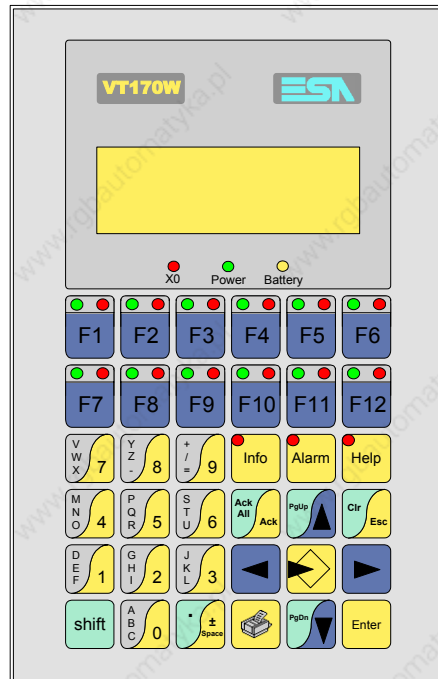 VT170W ESA
X0 Power Battery
F1 F2 F3 F4 F5 F6
F7 F8 F9 F10 F11 F12
V W X 7 Y Z - 8 + / = 9 Info Alarm Help
M N O 4 P Q R 5 S T U 6 Ack All Ack PgUp Clr Esc
D E F 1 G H I 2 J K L 3
shift A B C 0 . ± Space PgDn Enter
www.rgbautomatyka.pl